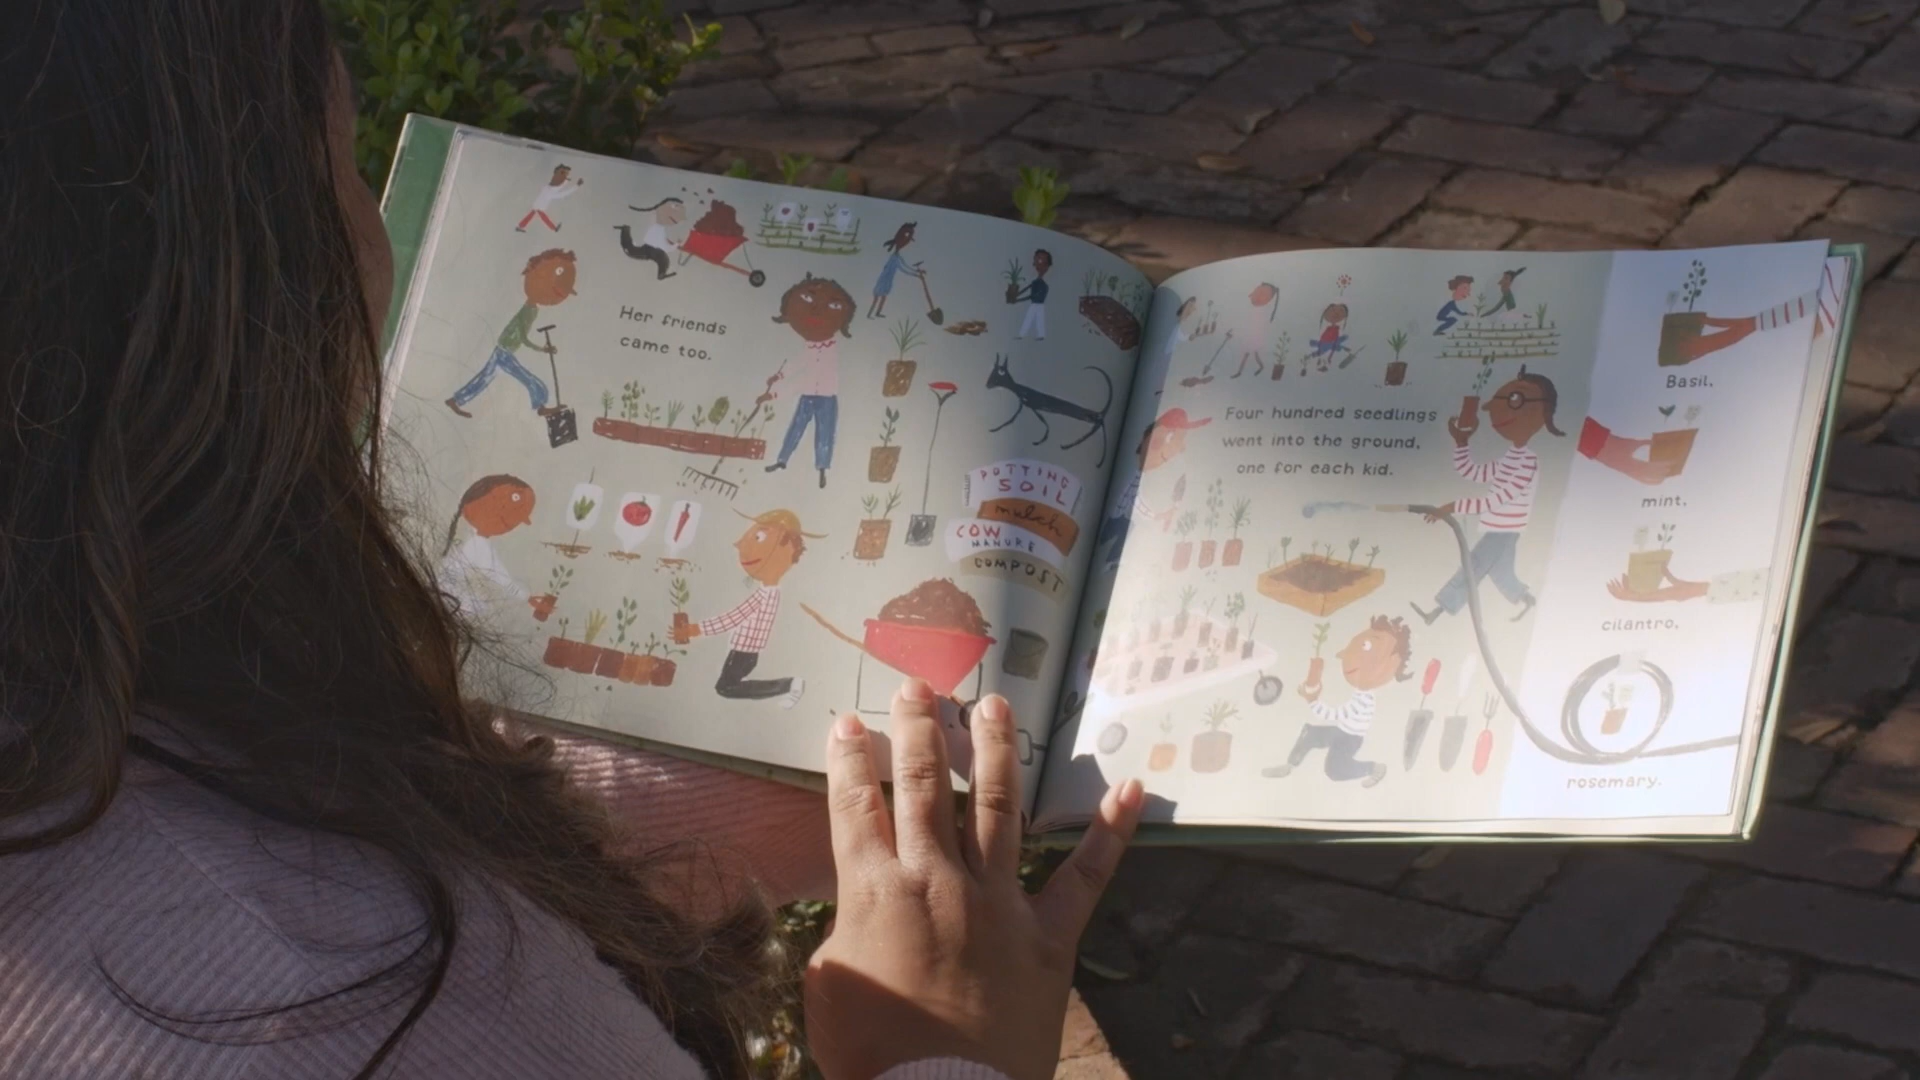 Her friends
came too.
POTTING
SOIL
mulch
COW
MANURE
COMPOST
Four hundred seedlings
went into the ground,
one for each kid.
Basil,
mint,
cilantro,
rosemary.